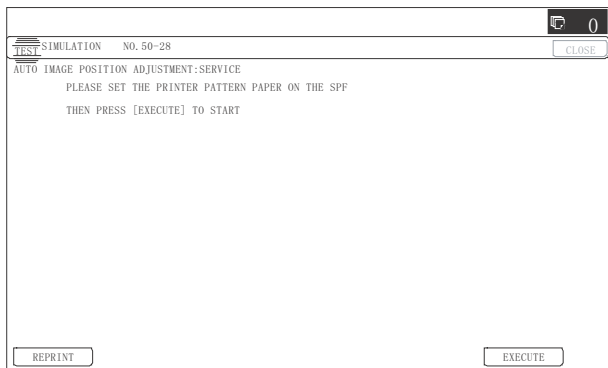 0
TEST SIMULATION NO.50-28 CLOSE
AUTO IMAGE POSITION ADJUSTMENT:SERVICE
PLEASE SET THE PRINTER PATTERN PAPER ON THE SPF
THEN PRESS [EXECUTE] TO START
REPRINT EXECUTE